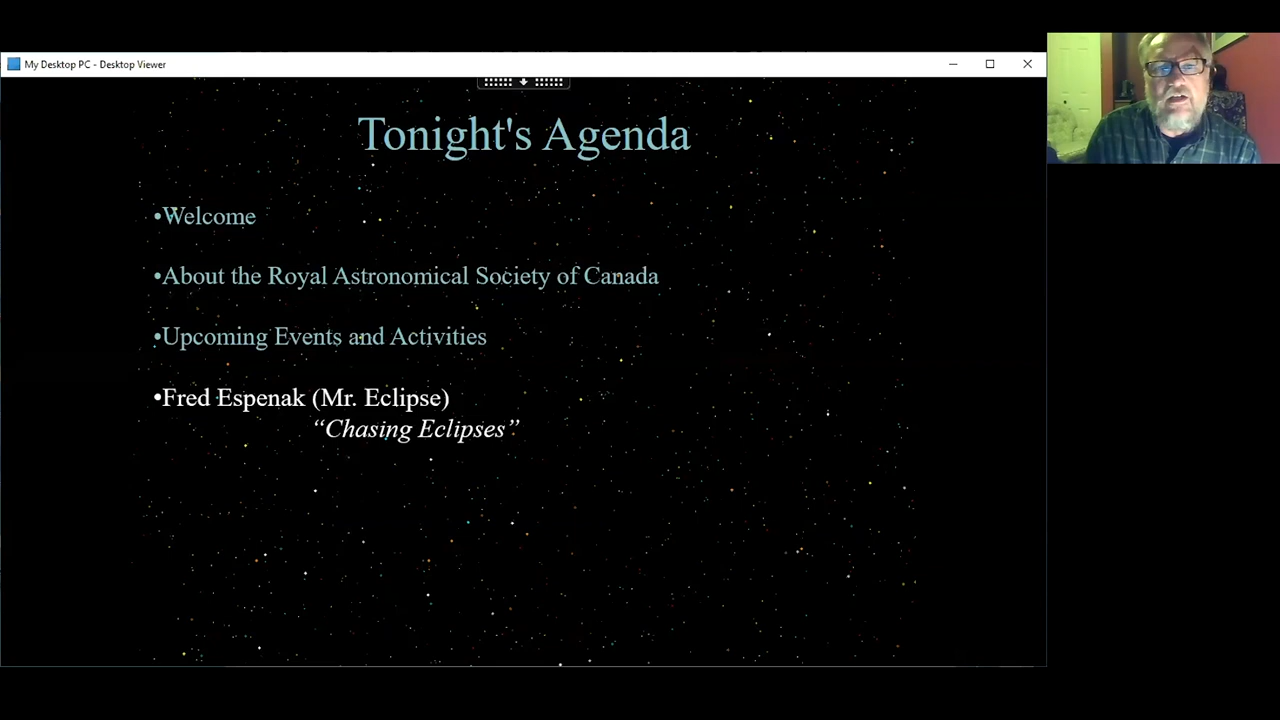 My Desktop PC - Desktop Viewer
Tonight's Agenda
•Welcome
•About the Royal Astronomical Society of Canada
•Upcoming Events and Activities
•Fred Espenak (Mr. Eclipse)
“Chasing Eclipses”